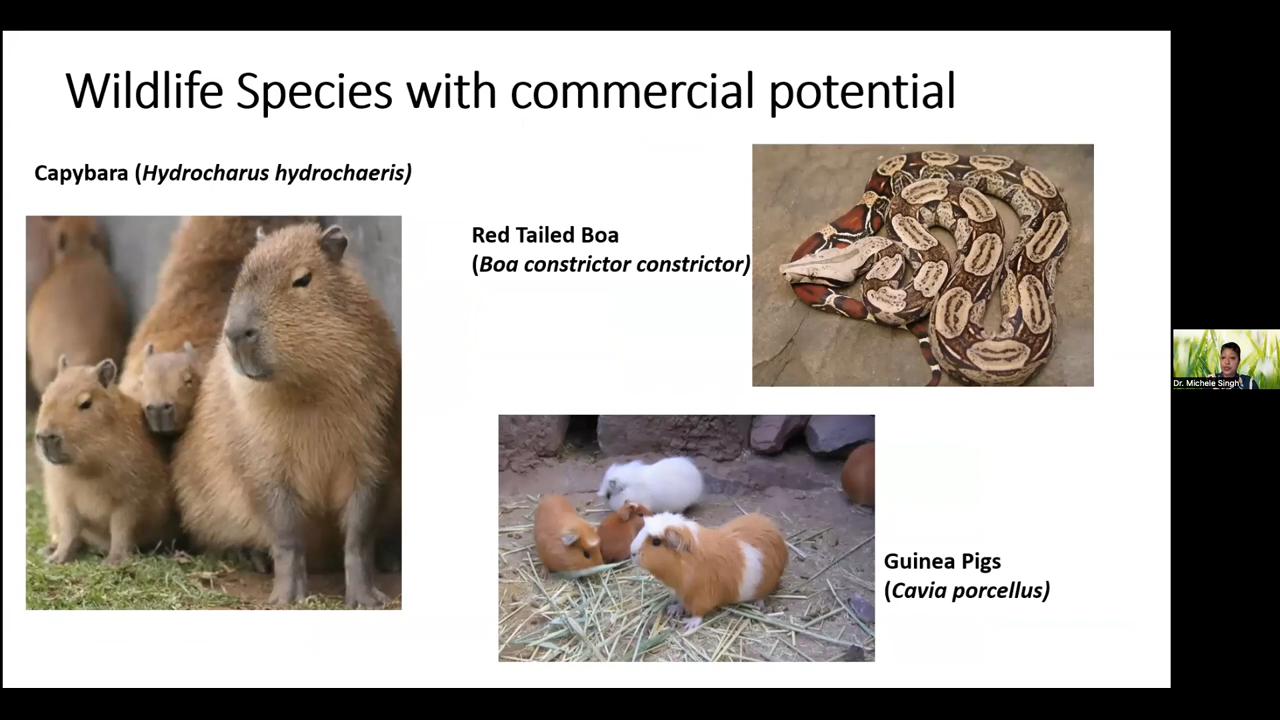 Wildlife Species with commercial potential
Capybara (Hydrocharus hydrochaeris)
Red Tailed Boa
(Boa constrictor constrictor)
Guinea Pigs
(Cavia porcellus)
Dr. Michele Singh